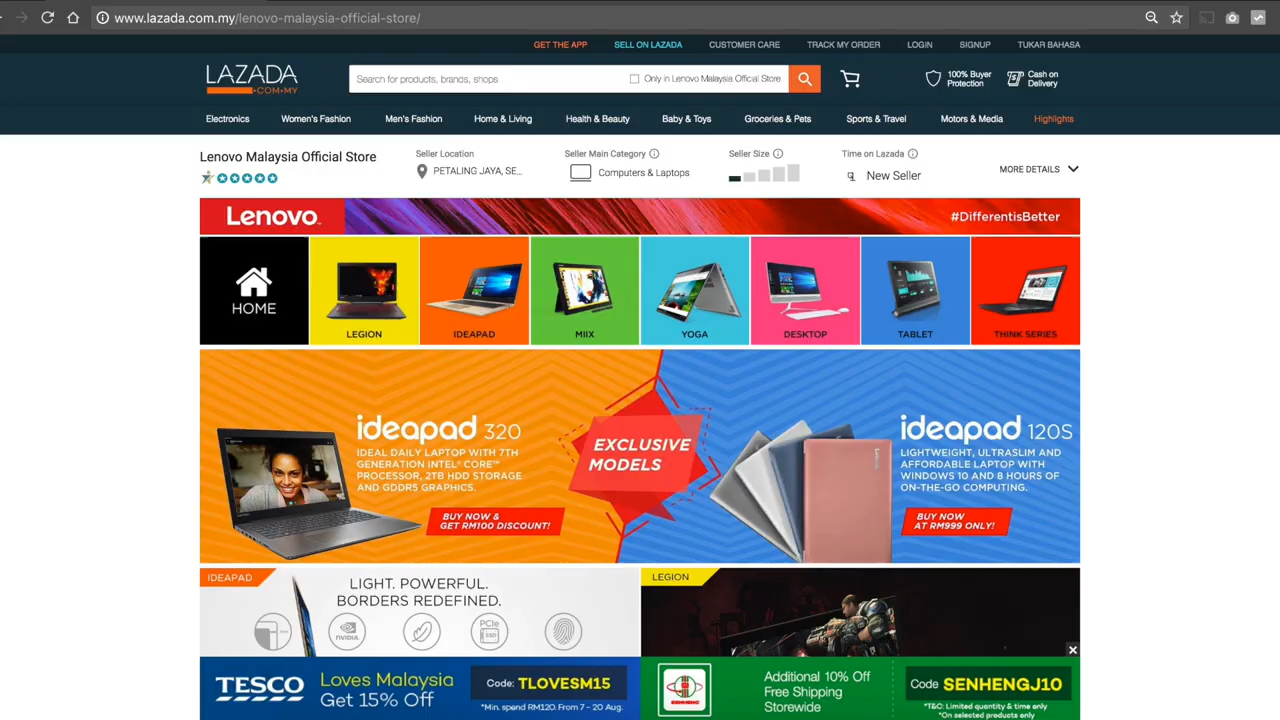 www.lazada.com.my/lenovo-malaysia-official-store/
GET THE APP SELL ON LAZADA CUSTOMER CARE TRACK MY ORDER LOGIN SIGNUP TUKAR BAHASA
LAZADA
.COM.MY
Search for products, brands, shops
Only in Lenovo Malaysia Official Store
100% Buyer
Protection
Cash on
Delivery
Electronics Women's Fashion Men's Fashion Home & Living Health & Beauty Baby & Toys Groceries & Pets Sports & Travel Motors & Media Highlights
Lenovo Malaysia Official Store
Seller Location
PETALING JAYA, SE...
Seller Main Category
Computers & Laptops
Seller Size
Time on Lazada
New Seller
MORE DETAILS
Lenovo
#DifferentisBetter
HOME
LEGION
IDEAPAD
MIIX
YOGA
DESKTOP
TABLET
THINK SERIES
ideapad 320
IDEAL DAILY LAPTOP WITH 7TH
GENERATION INTEL® CORE™
PROCESSOR, 2TB HDD STORAGE
AND GDDR5 GRAPHICS.
BUY NOW &
GET RM100 DISCOUNT!
EXCLUSIVE
MODELS
ideapad 120S
LIGHTWEIGHT, ULTRASLIM AND
AFFORDABLE LAPTOP WITH
WINDOWS 10 AND 8 HOURS OF
ON-THE-GO COMPUTING.
BUY NOW
AT RM999 ONLY!
IDEAPAD
LIGHT. POWERFUL.
BORDERS REDEFINED.
NVIDIA
PCIe
SSD
LEGION
TESCO
Loves Malaysia
Get 15% Off
Code: TLOVESM15
*Min. spend RM120. From 7 - 20 Aug.
SENHENG
Additional 10% Off
Free Shipping
Storewide
Code SENHENGJ10
*T&C: Limited quantity & time only
*On selected products only